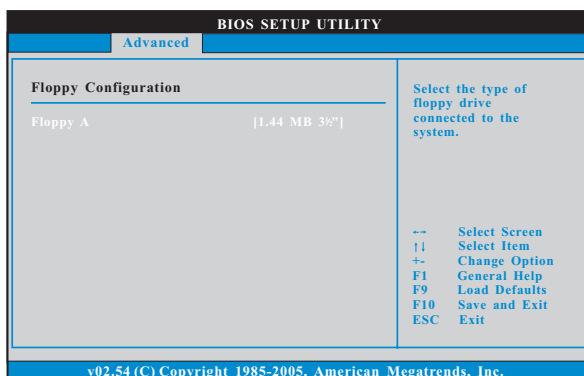 BIOS SETUP UTILITY
Advanced
Floppy Configuration
Floppy A [1.44 MB 3½"]
Select the type of
floppy drive
connected to the
system.
←→ Select Screen
↑↓ Select Item
+- Change Option
F1 General Help
F9 Load Defaults
F10 Save and Exit
ESC Exit
v02.54 (C) Copyright 1985-2005, American Megatrends, Inc.